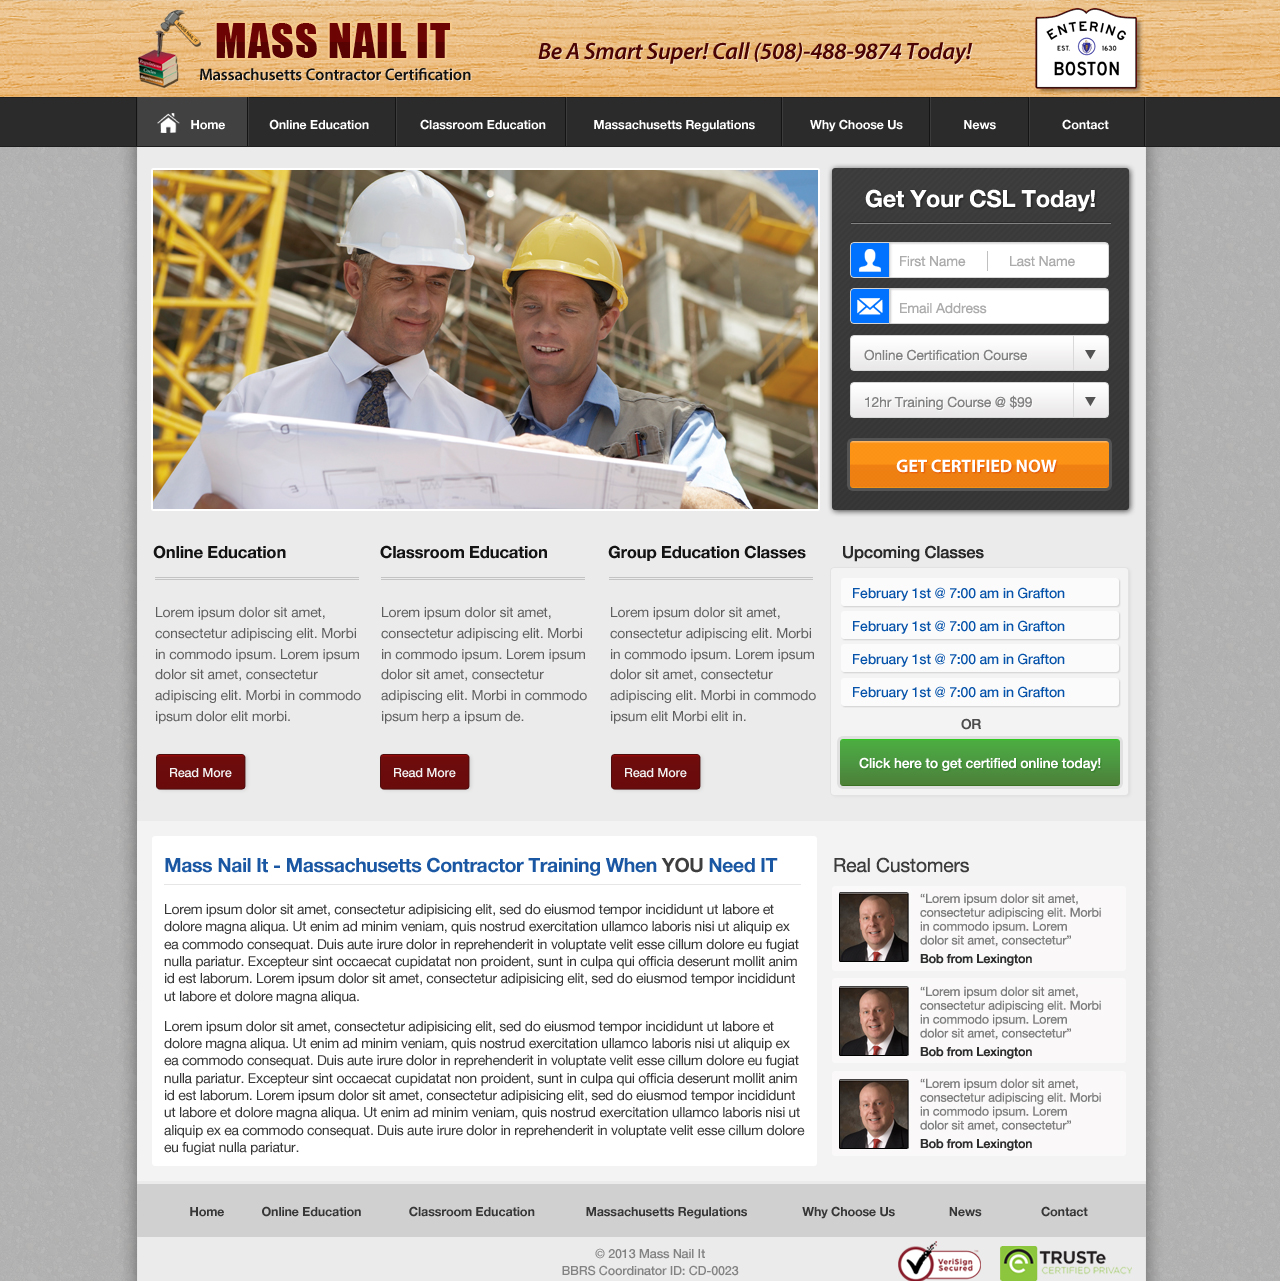 MASS NAIL IT
Massachusetts Contractor Certification
Be A Smart Super! Call (508)-488-9874 Today!
ENTERING
EST. 1630
BOSTON
Home Online Education Classroom Education Massachusetts Regulations Why Choose Us News Contact
Get Your CSL Today!
First Name Last Name
Email Address
Online Certification Course
12hr Training Course @ $99
GET CERTIFIED NOW
Online Education
Lorem ipsum dolor sit amet,
consectetur adipiscing elit. Morbi
in commodo ipsum. Lorem ipsum
dolor sit amet, consectetur
adipiscing elit. Morbi in commodo
ipsum dolor elit morbi.
Read More
Classroom Education
Lorem ipsum dolor sit amet,
consectetur adipiscing elit. Morbi
in commodo ipsum. Lorem ipsum
dolor sit amet, consectetur
adipiscing elit. Morbi in commodo
ipsum herp a ipsum de.
Read More
Group Education Classes
Lorem ipsum dolor sit amet,
consectetur adipiscing elit. Morbi
in commodo ipsum. Lorem ipsum
dolor sit amet, consectetur
adipiscing elit. Morbi in commodo
ipsum elit Morbi elit in.
Read More
Upcoming Classes
February 1st @ 7:00 am in Grafton
February 1st @ 7:00 am in Grafton
February 1st @ 7:00 am in Grafton
February 1st @ 7:00 am in Grafton
OR
Click here to get certified online today!
Mass Nail It - Massachusetts Contractor Training When YOU Need IT
Lorem ipsum dolor sit amet, consectetur adipisicing elit, sed do eiusmod tempor incididunt ut labore et
dolore magna aliqua. Ut enim ad minim veniam, quis nostrud exercitation ullamco laboris nisi ut aliquip ex
ea commodo consequat. Duis aute irure dolor in reprehenderit in voluptate velit esse cillum dolore eu fugiat
nulla pariatur. Excepteur sint occaecat cupidatat non proident, sunt in culpa qui officia deserunt mollit anim
id est laborum. Lorem ipsum dolor sit amet, consectetur adipisicing elit, sed do eiusmod tempor incididunt
ut labore et dolore magna aliqua.
Lorem ipsum dolor sit amet, consectetur adipisicing elit, sed do eiusmod tempor incididunt ut labore et
dolore magna aliqua. Ut enim ad minim veniam, quis nostrud exercitation ullamco laboris nisi ut aliquip ex
ea commodo consequat. Duis aute irure dolor in reprehenderit in voluptate velit esse cillum dolore eu fugiat
nulla pariatur. Excepteur sint occaecat cupidatat non proident, sunt in culpa qui officia deserunt mollit anim
id est laborum. Lorem ipsum dolor sit amet, consectetur adipisicing elit, sed do eiusmod tempor incididunt
ut labore et dolore magna aliqua. Ut enim ad minim veniam, quis nostrud exercitation ullamco laboris nisi ut
aliquip ex ea commodo consequat. Duis aute irure dolor in reprehenderit in voluptate velit esse cillum dolore
eu fugiat nulla pariatur.
Real Customers
“Lorem ipsum dolor sit amet,
consectetur adipiscing elit. Morbi
in commodo ipsum. Lorem
dolor sit amet, consectetur”
Bob from Lexington
“Lorem ipsum dolor sit amet,
consectetur adipiscing elit. Morbi
in commodo ipsum. Lorem
dolor sit amet, consectetur”
Bob from Lexington
“Lorem ipsum dolor sit amet,
consectetur adipiscing elit. Morbi
in commodo ipsum. Lorem
dolor sit amet, consectetur”
Bob from Lexington
Home Online Education Classroom Education Massachusetts Regulations Why Choose Us News Contact
© 2013 Mass Nail It
BBRS Coordinator ID: CD-0023
VeriSign
Secured
TRUSTe
CERTIFIED PRIVACY